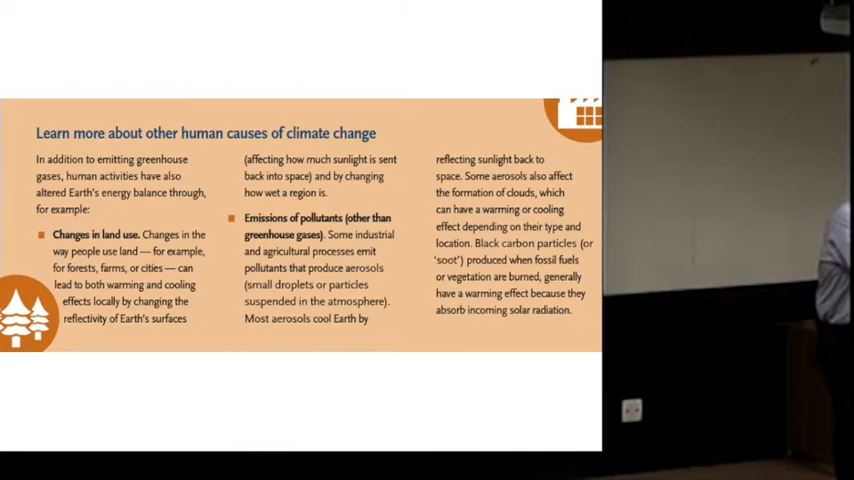 Learn more about other human causes of climate change
In addition to emitting greenhouse
gases, human activities have also
altered Earth's energy balance through,
for example:
Changes in land use. Changes in the
way people use land — for example,
for forests, farms, or cities — can
lead to both warming and cooling
effects locally by changing the
reflectivity of Earth's surfaces
(affecting how much sunlight is sent
back into space) and by changing
how wet a region is.
Emissions of pollutants (other than
greenhouse gases). Some industrial
and agricultural processes emit
pollutants that produce aerosols
(small droplets or particles
suspended in the atmosphere).
Most aerosols cool Earth by
reflecting sunlight back to
space. Some aerosols also affect
the formation of clouds, which
can have a warming or cooling
effect depending on their type and
location. Black carbon particles (or
'soot') produced when fossil fuels
or vegetation are burned, generally
have a warming effect because they
absorb incoming solar radiation.